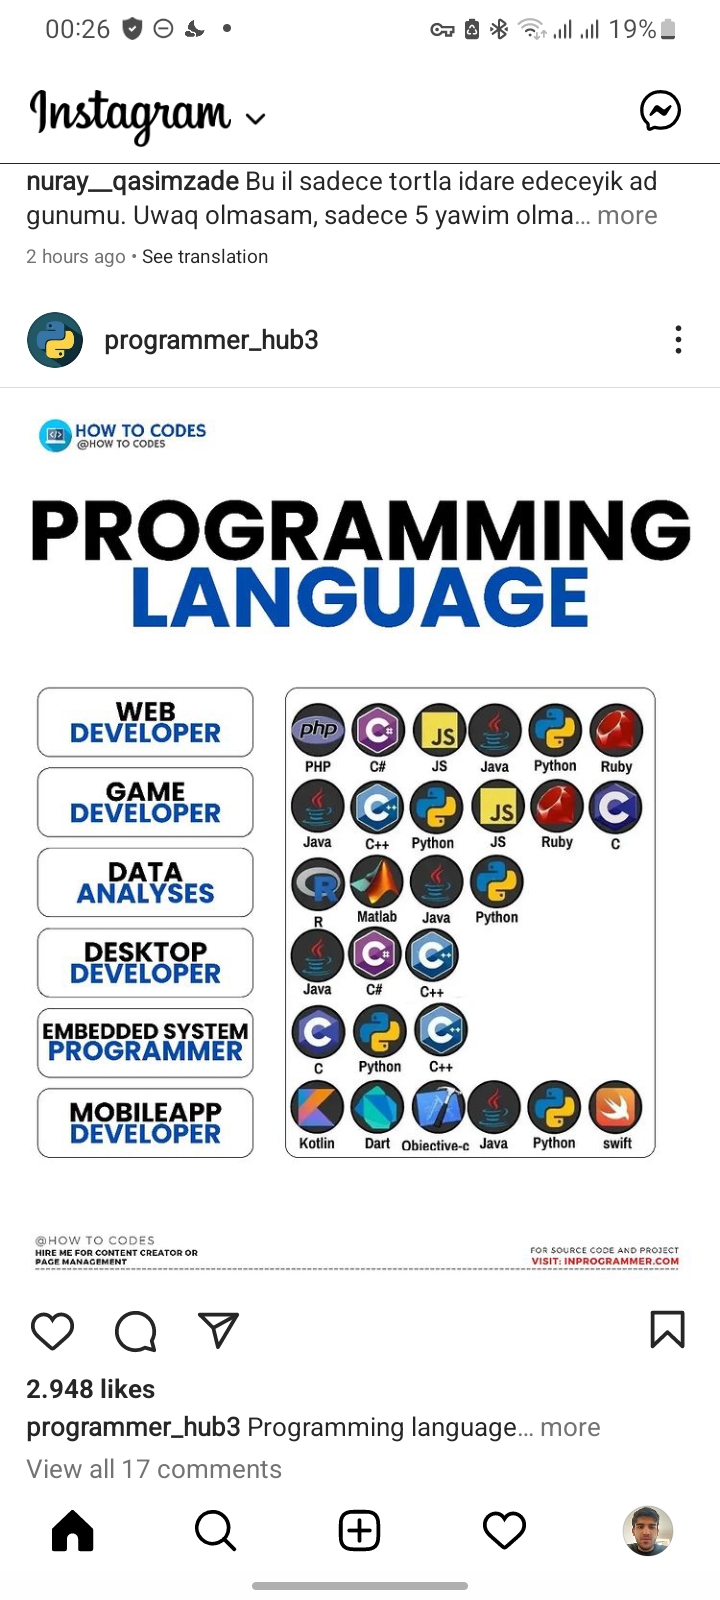 00:26
19%
Instagram
nuray__qasimzade Bu il sadece tortla idare edeceyik ad
gunumu. Uwaq olmasam, sadece 5 yawim olma... more
2 hours ago • See translation
programmer_hub3
HOW TO CODES
@HOW TO CODES
PROGRAMMING
LANGUAGE
WEB
DEVELOPER
php C# JS
PHP C# JS Java Python Ruby
GAME
DEVELOPER
C++ JS C
Java C++ Python JS Ruby C
DATA
ANALYSES
R
R Matlab Java Python
DESKTOP
DEVELOPER
C# C++
Java C# C++
EMBEDDED SYSTEM
PROGRAMMER
C C++
C Python C++
MOBILEAPP
DEVELOPER
Kotlin Dart Obiective-c Java Python swift
@HOW TO CODES
HIRE ME FOR CONTENT CREATOR OR
PAGE MANAGEMENT
FOR SOURCE CODE AND PROJECT
VISIT: INPROGRAMMER.COM
2.948 likes
programmer_hub3 Programming language... more
View all 17 comments